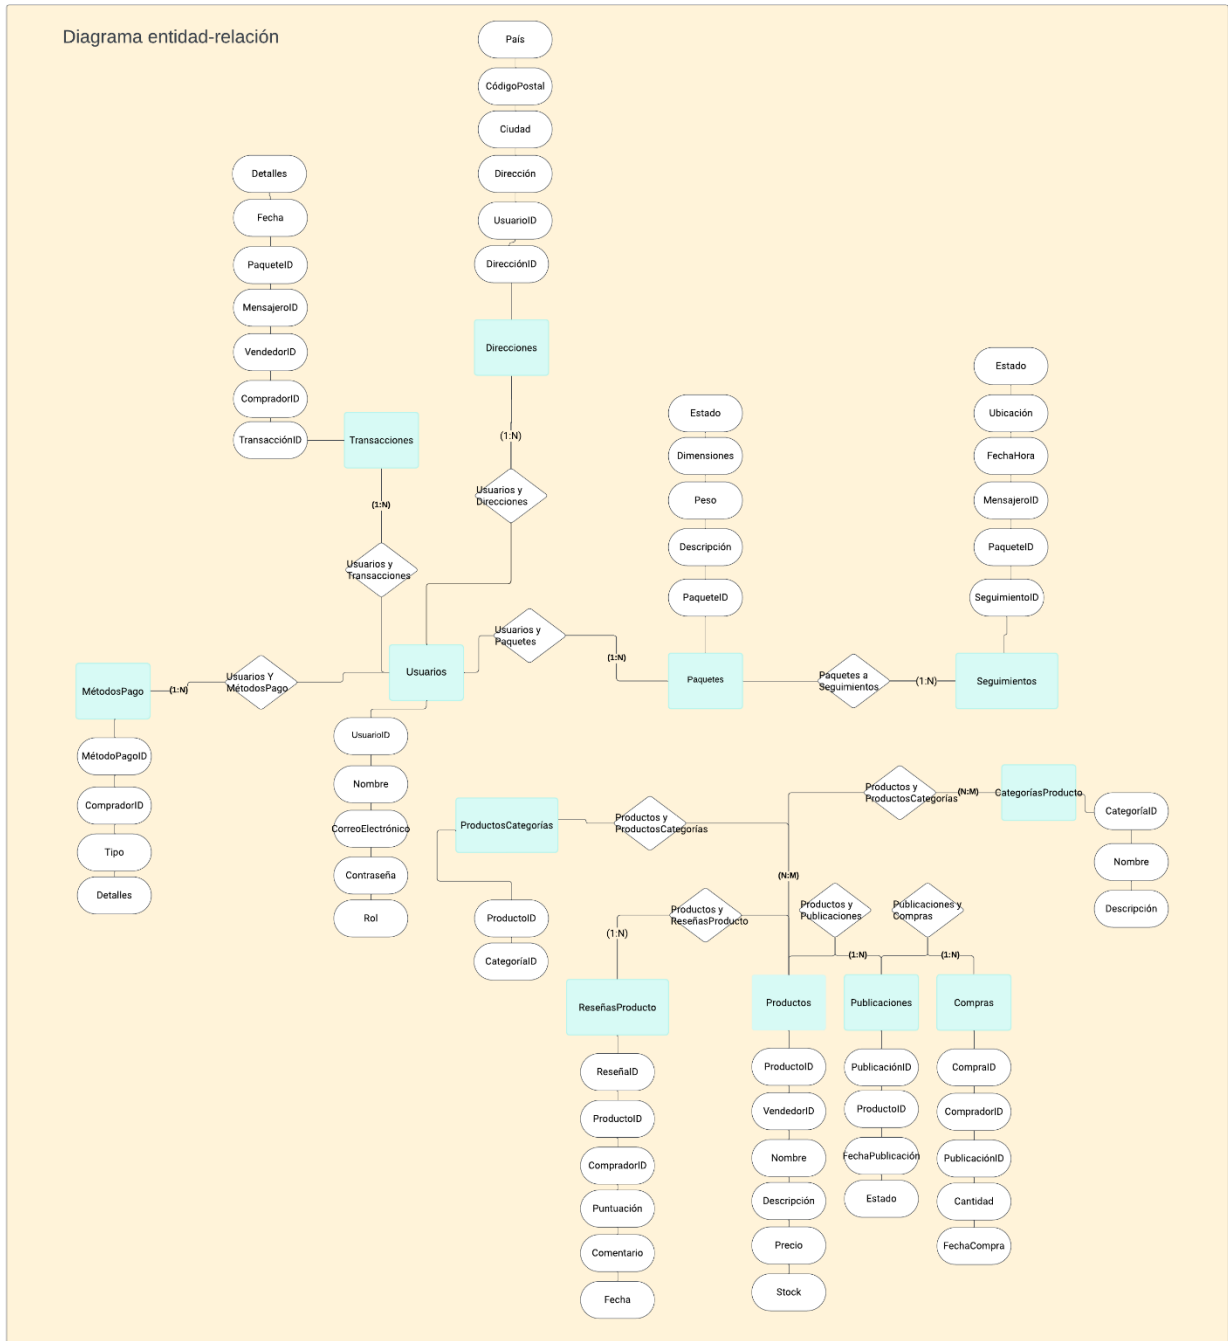 Diagrama entidad-relación
País
CódigoPostal
Ciudad
Dirección
UsuarioID
DirecciónID
Direcciones
(1:N)
Usuarios y
Direcciones
Detalles
Fecha
PaqueteID
MensajeroID
VendedorID
CompradorID
TransacciónID
Transacciones
(1:N)
Usuarios y
Transacciones
Estado
Dimensiones
Peso
Descripción
PaqueteID
Estado
Ubicación
FechaHora
MensajeroID
PaqueteID
SeguimientoID
MétodosPago
(1:N)
Usuarios Y
MétodosPago
Usuarios
Usuarios y
Paquetes
(1:N)
Paquetes
Paquetes a
Seguimientos
(1:N)
Seguimientos
MétodoPagoID
CompradorID
Tipo
Detalles
UsuarioID
Nombre
CorreoElectrónico
Contraseña
Rol
ProductosCategorías
Productos y
ProductosCategorías
ProductoID
CategoríaID
Productos y
ProductosCategorías
(N:M)
CategoríasProducto
CategoríaID
Nombre
Descripción
(N:M)
Productos y
ReseñasProducto
(1:N)
Productos y
Publicaciones
(1:N)
Publicaciones y
Compras
(1:N)
ReseñasProducto
ReseñaID
ProductoID
CompradorID
Puntuación
Comentario
Fecha
Productos
ProductoID
VendedorID
Nombre
Descripción
Precio
Stock
Publicaciones
PublicaciónID
ProductoID
FechaPublicación
Estado
Compras
CompraID
CompradorID
PublicaciónID
Cantidad
FechaCompra